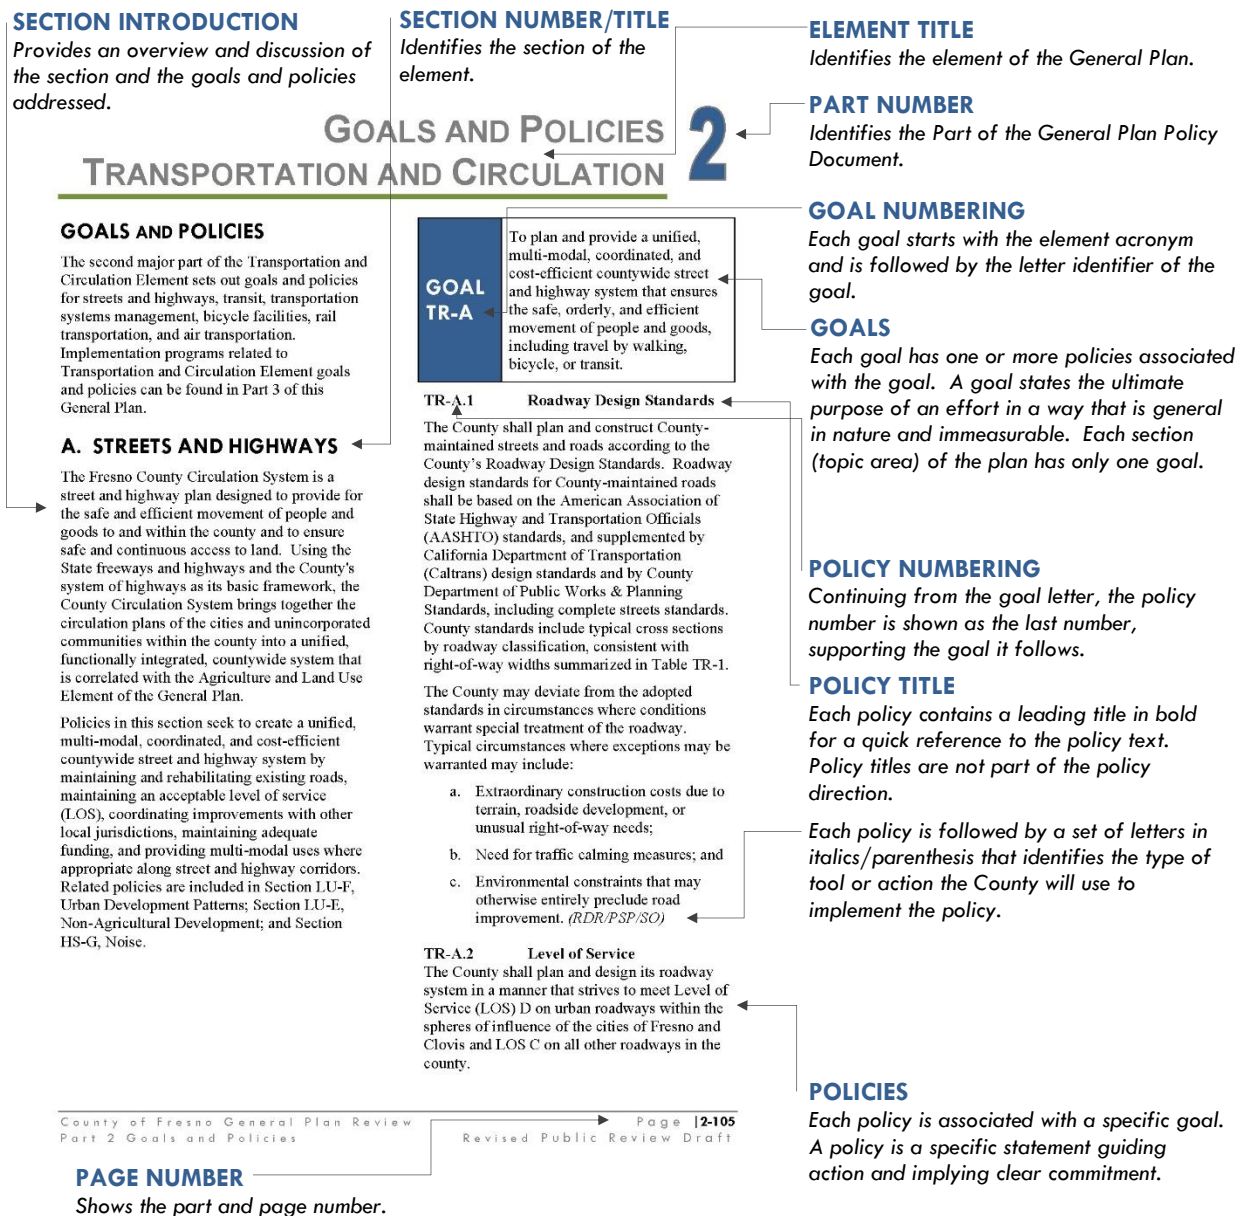 SECTION INTRODUCTION
Provides an overview and discussion of
the section and the goals and policies
addressed.
SECTION NUMBER/TITLE
Identifies the section of the
element.
ELEMENT TITLE
Identifies the element of the General Plan.
PART NUMBER
Identifies the Part of the General Plan Policy
Document.
GOALS AND POLICIES
TRANSPORTATION AND CIRCULATION
2
GOALS AND POLICIES
The second major part of the Transportation and
Circulation Element sets out goals and policies
for streets and highways, transit, transportation
systems management, bicycle facilities, rail
transportation, and air transportation.
Implementation programs related to
Transportation and Circulation Element goals
and policies can be found in Part 3 of this
General Plan.
A. STREETS AND HIGHWAYS
The Fresno County Circulation System is a
street and highway plan designed to provide for
the safe and efficient movement of people and
goods to and within the county and to ensure
safe and continuous access to land. Using the
State freeways and highways and the County's
system of highways as its basic framework, the
County Circulation System brings together the
circulation plans of the cities and unincorporated
communities within the county into a unified,
functionally integrated, countywide system that
is correlated with the Agriculture and Land Use
Element of the General Plan.
Policies in this section seek to create a unified,
multi-modal, coordinated, and cost-efficient
countywide street and highway system by
maintaining and rehabilitating existing roads,
maintaining an acceptable level of service
(LOS), coordinating improvements with other
local jurisdictions, maintaining adequate
funding, and providing multi-modal uses where
appropriate along street and highway corridors.
Related policies are included in Section LU-F,
Urban Development Patterns; Section LU-E,
Non-Agricultural Development; and Section
HS-G, Noise.
GOAL
TR-A
To plan and provide a unified,
multi-modal, coordinated, and
cost-efficient countywide street
and highway system that ensures
the safe, orderly, and efficient
movement of people and goods,
including travel by walking,
bicycle, or transit.
TR-A.1 Roadway Design Standards
The County shall plan and construct County-
maintained streets and roads according to the
County's Roadway Design Standards. Roadway
design standards for County-maintained roads
shall be based on the American Association of
State Highway and Transportation Officials
(AASHTO) standards, and supplemented by
California Department of Transportation
(Caltrans) design standards and by County
Department of Public Works & Planning
Standards, including complete streets standards.
County standards include typical cross sections
by roadway classification, consistent with
right-of-way widths summarized in Table TR-1.
The County may deviate from the adopted
standards in circumstances where conditions
warrant special treatment of the roadway.
Typical circumstances where exceptions may be
warranted may include:
a. Extraordinary construction costs due to
terrain, roadside development, or
unusual right-of-way needs;
b. Need for traffic calming measures; and
c. Environmental constraints that may
otherwise entirely preclude road
improvement. (RDR/PSP/SO)
TR-A.2 Level of Service
The County shall plan and design its roadway
system in a manner that strives to meet Level of
Service (LOS) D on urban roadways within the
spheres of influence of the cities of Fresno and
Clovis and LOS C on all other roadways in the
county.
GOAL NUMBERING
Each goal starts with the element acronym
and is followed by the letter identifier of the
goal.
GOALS
Each goal has one or more policies associated
with the goal. A goal states the ultimate
purpose of an effort in a way that is general
in nature and immeasurable. Each section
(topic area) of the plan has only one goal.
POLICY NUMBERING
Continuing from the goal letter, the policy
number is shown as the last number,
supporting the goal it follows.
POLICY TITLE
Each policy contains a leading title in bold
for a quick reference to the policy text.
Policy titles are not part of the policy
direction.
Each policy is followed by a set of letters in
italics/parenthesis that identifies the type of
tool or action the County will use to
implement the policy.
POLICIES
Each policy is associated with a specific goal.
A policy is a specific statement guiding
action and implying clear commitment.
County of Fresno General Plan Review Page |2-105
Part 2 Goals and Policies Revised Public Review Draft
PAGE NUMBER
Shows the part and page number.